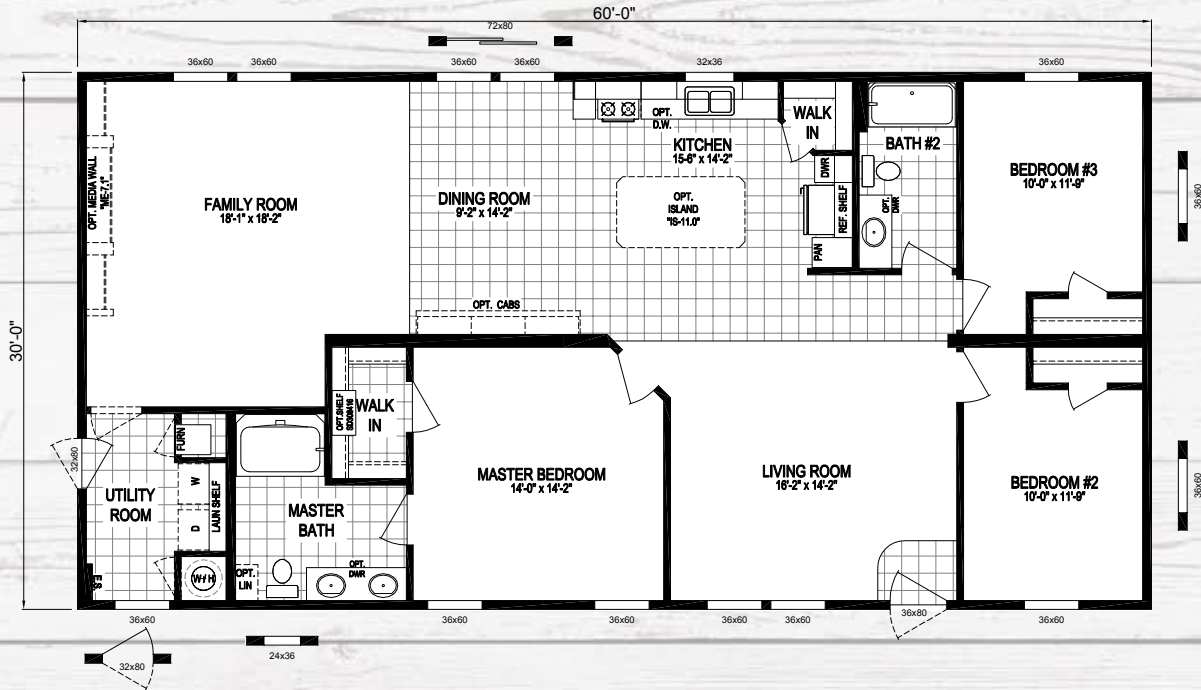 60'-0"
72x80
36x60
36x60
36x60
36x60
32x36
36x60
30'-0"
OPT. MEDIA WALL
"ME-7.1"
FAMILY ROOM
18'-1" x 18'-2"
DINING ROOM
9'-2" x 14'-2"
OPT.
D.W.
KITCHEN
15-6" x 14'-2"
OPT.
ISLAND
"IS-11.0"
WALK
IN
DWR
REF. SHELF
PAN
BATH #2
OPT.
DWR
BEDROOM #3
10'-0" x 11'-9"
36x60
OPT. CABS
OPT.SHELF
WALK
IN
MASTER BEDROOM
14'-0" x 14'-2"
LIVING ROOM
16'-2" x 14'-2"
BEDROOM #2
10'-0" x 11'-9"
36x60
32x80
UTILITY
ROOM
FURN
W
D
LAUN SHELF
W/H
E.S.
MASTER
BATH
OPT.
LIN
OPT.
DWR
36x60
36x60
36x60
36x60
36x60
36x80
36x60
32x80
24x36